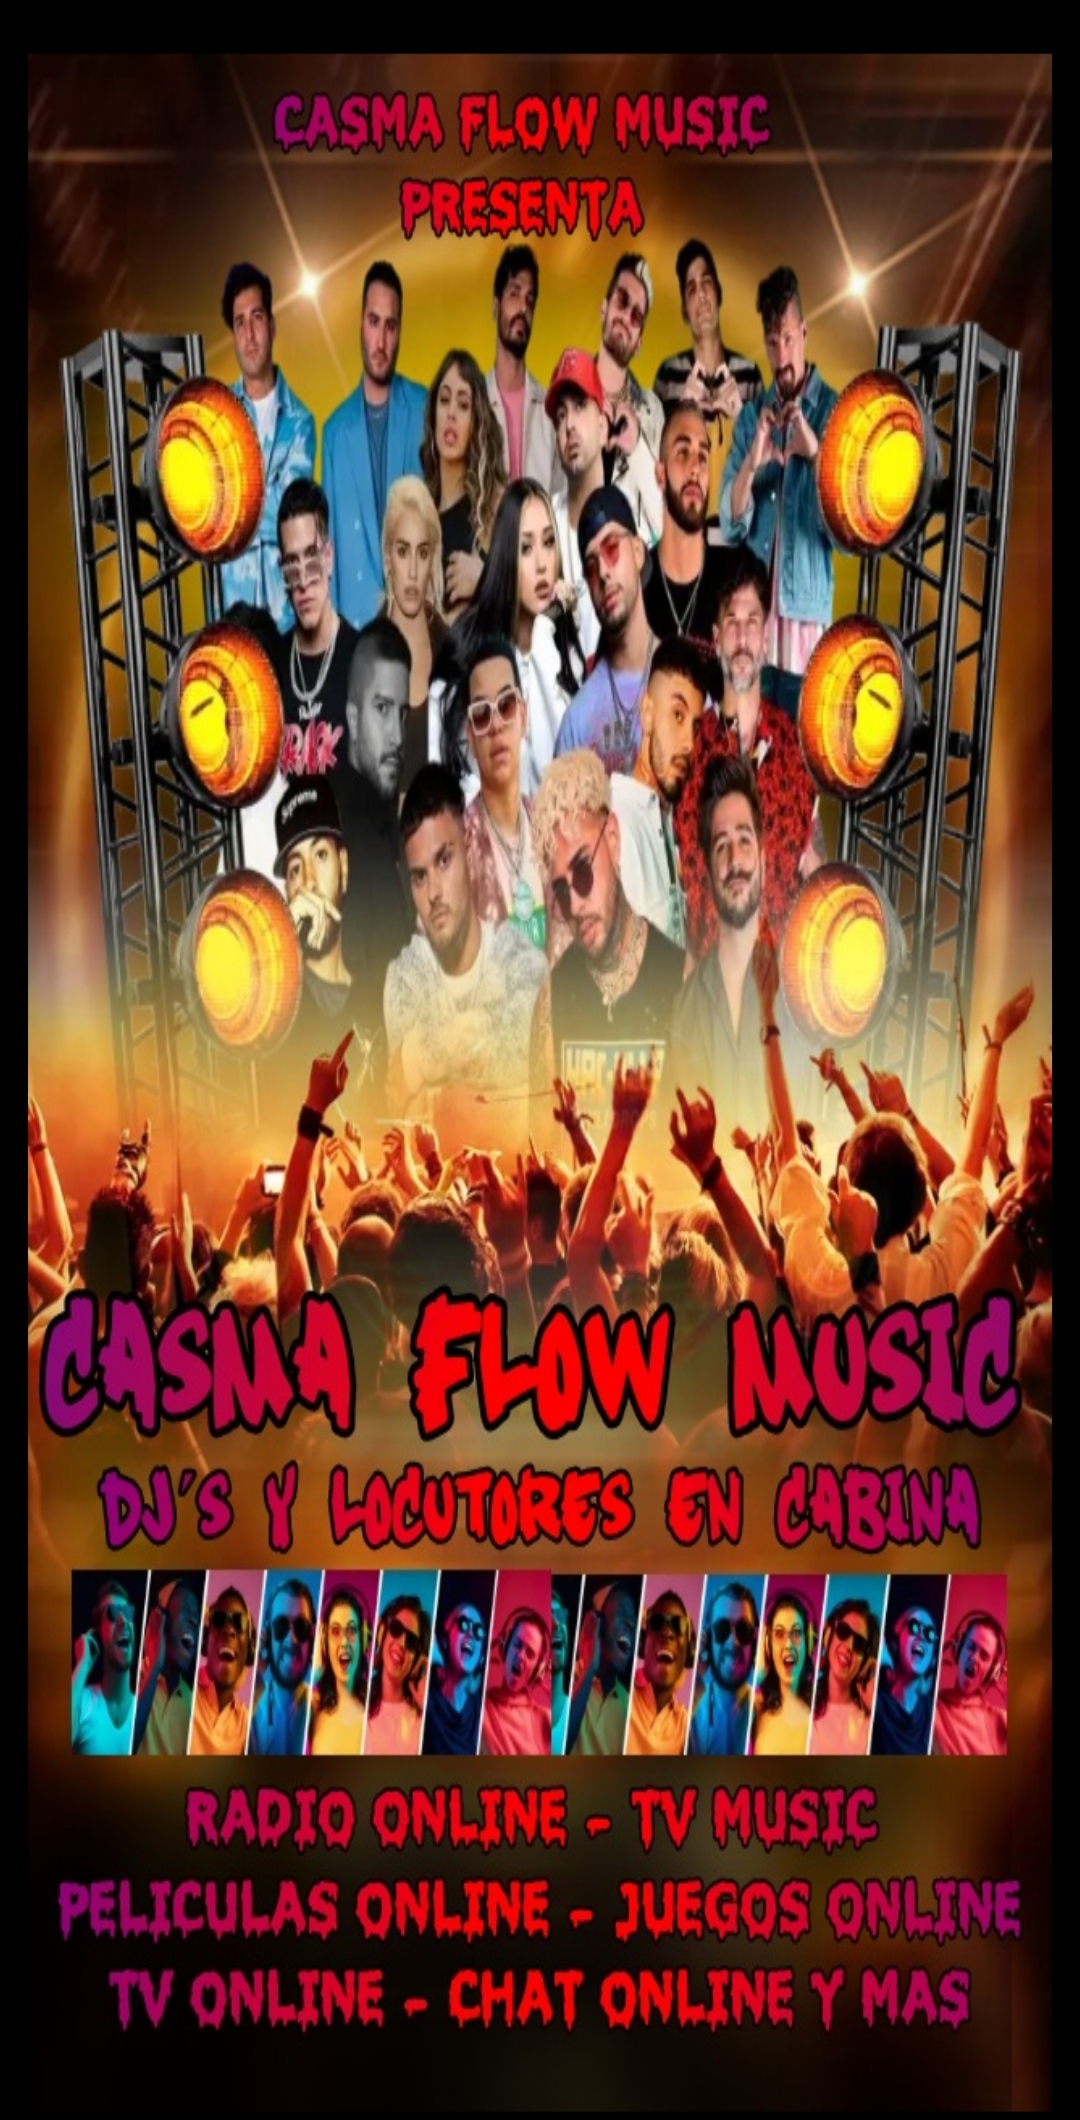 CASMA FLOW MUSIC
PRESENTA
Supreme
CASMA FLOW MUSIC
DJ´S Y LOCUTORES EN CABINA
RADIO ONLINE - TV MUSIC
PELICULAS ONLINE - JUEGOS ONLINE
TV ONLINE - CHAT ONLINE Y MAS